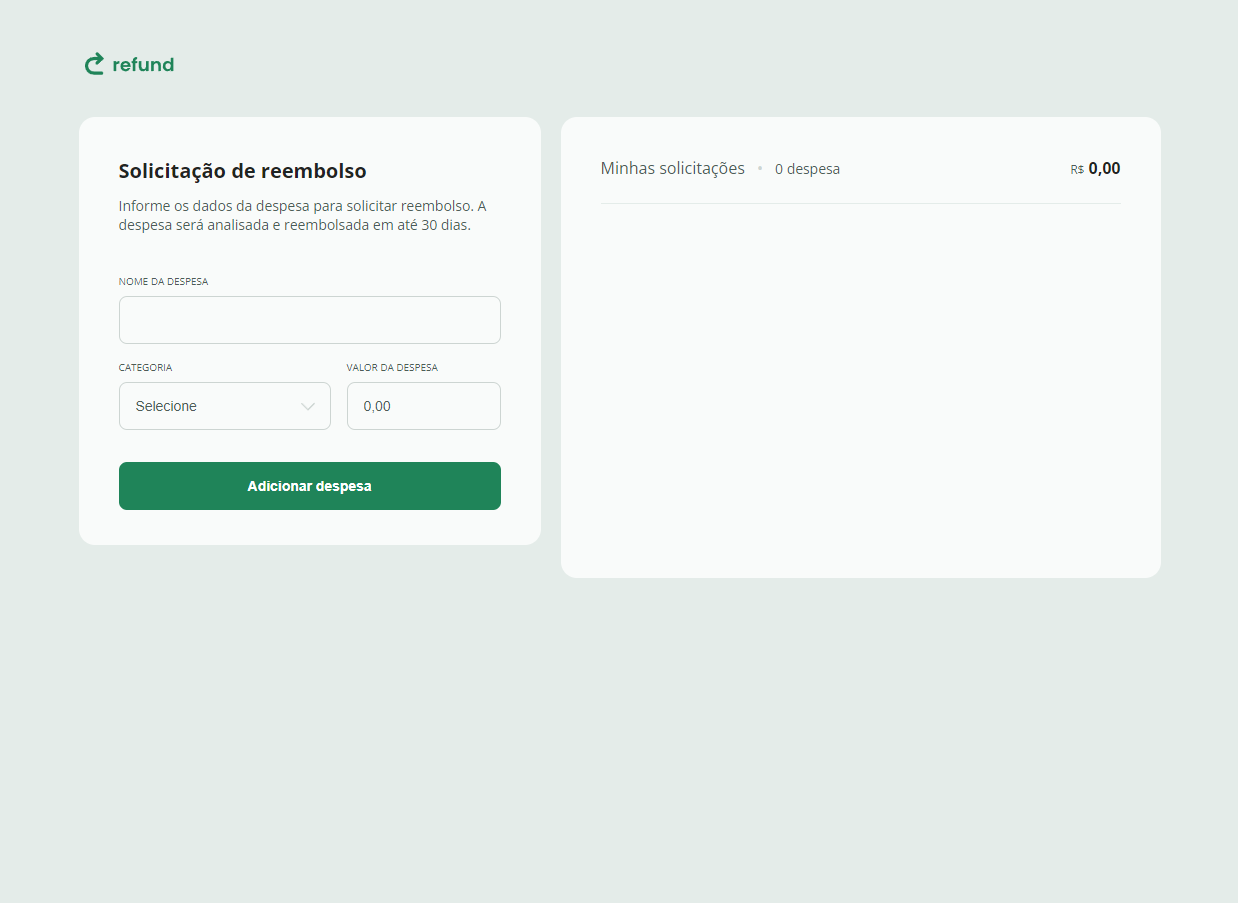 refund
Solicitação de reembolso
Informe os dados da despesa para solicitar reembolso. A
despesa será analisada e reembolsada em até 30 dias.
NOME DA DESPESA
CATEGORIA
VALOR DA DESPESA
Selecione
0,00
Adicionar despesa
Minhas solicitações • 0 despesa
R$ 0,00